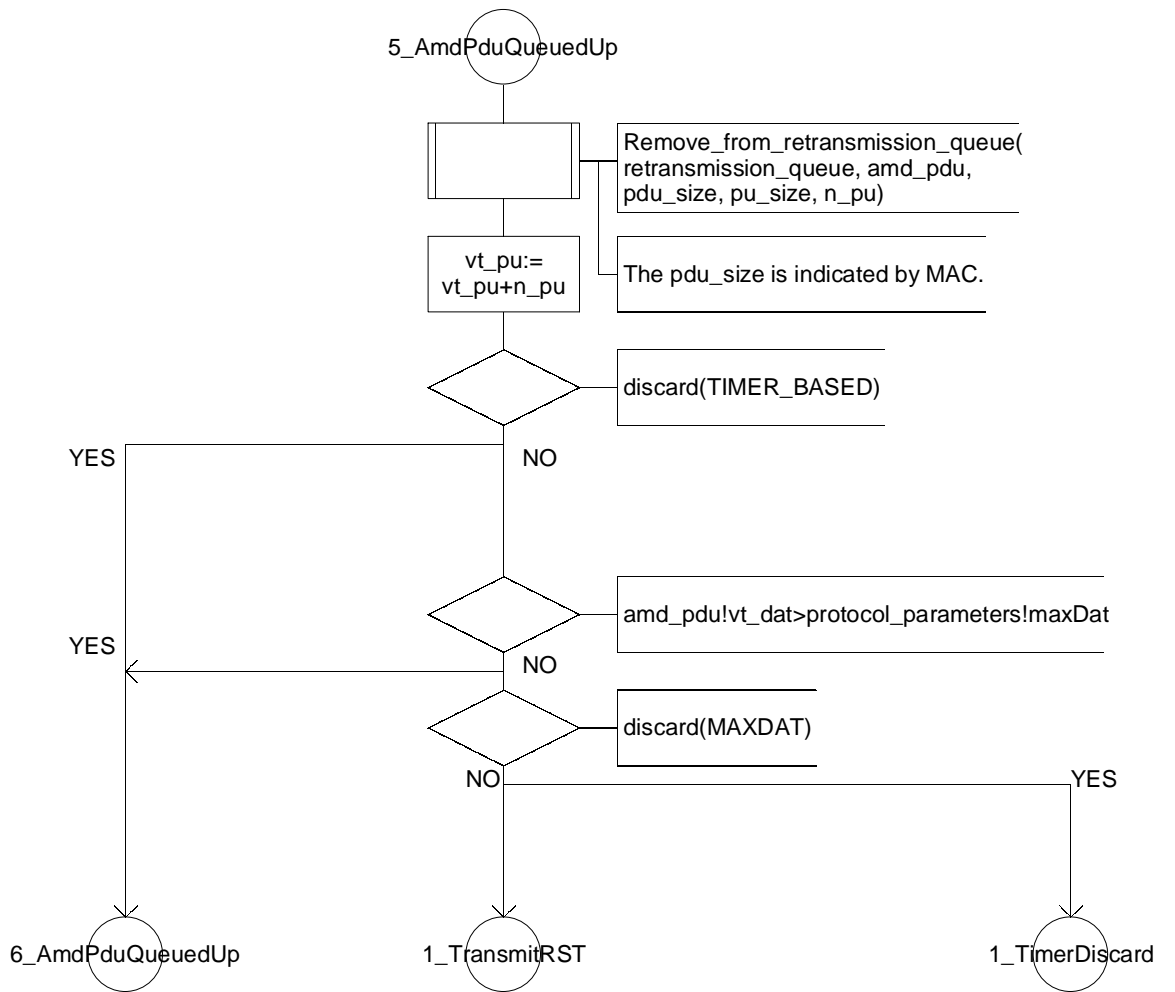 5_AmdPduQueuedUp
Remove_from_retransmission_queue(
retransmission_queue, amd_pdu,
pdu_size, pu_size, n_pu)
vt_pu:=
vt_pu+n_pu
The pdu_size is indicated by MAC.
discard(TIMER_BASED)
YES
NO
amd_pdu!vt_dat>protocol_parameters!maxDat
YES
NO
discard(MAXDAT)
NO
YES
6_AmdPduQueuedUp
1_TransmitRST
1_TimerDiscard